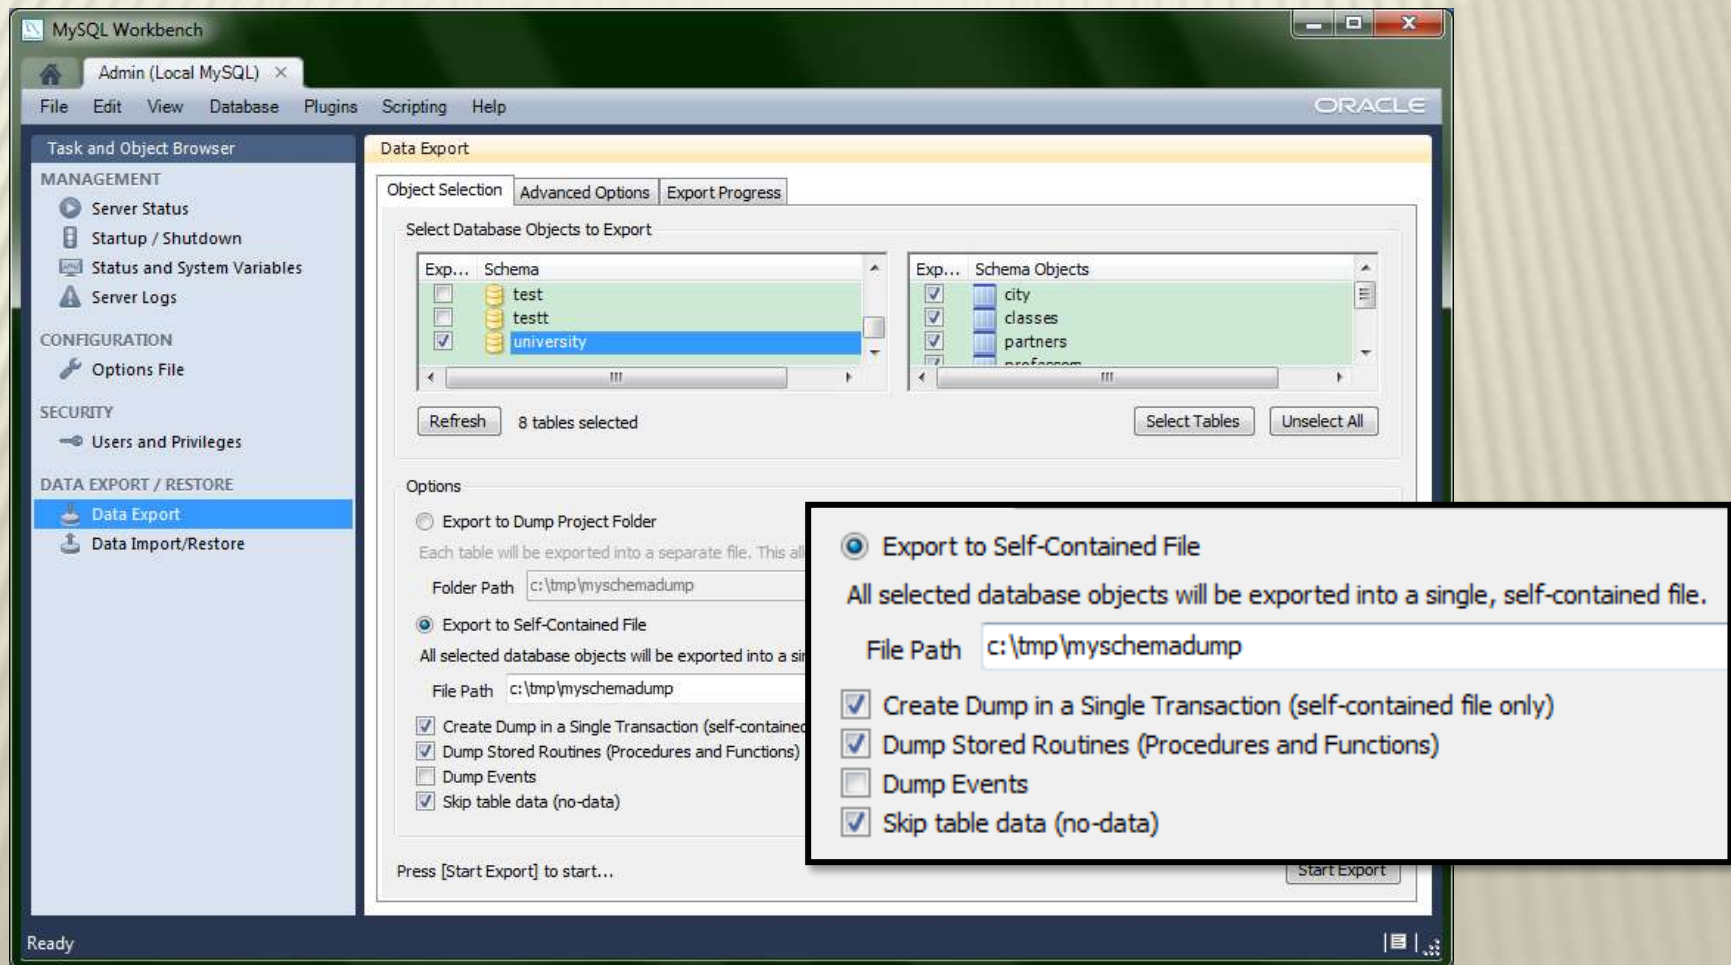 MySQL Workbench
Admin (Local MySQL)
File Edit View Database Plugins Scripting Help
ORACLE
Task and Object Browser
MANAGEMENT
Server Status
Startup / Shutdown
Status and System Variables
Server Logs
CONFIGURATION
Options File
SECURITY
Users and Privileges
DATA EXPORT / RESTORE
Data Export
Data Import/Restore
Data Export
Object Selection Advanced Options Export Progress
Select Database Objects to Export
Exp... Schema
test
testt
university
Exp... Schema Objects
city
classes
partners
Refresh 8 tables selected
Select Tables Unselect All
Options
Export to Dump Project Folder
Each table will be exported into a separate file. This all
Folder Path c:\tmp\myschemadump
Export to Self-Contained File
All selected database objects will be exported into a sin
File Path c:\tmp\myschemadump
Create Dump in a Single Transaction (self-contained
Dump Stored Routines (Procedures and Functions)
Dump Events
Skip table data (no-data)
Press [Start Export] to start...
Start Export
Export to Self-Contained File
All selected database objects will be exported into a single, self-contained file.
File Path c:\tmp\myschemadump
Create Dump in a Single Transaction (self-contained file only)
Dump Stored Routines (Procedures and Functions)
Dump Events
Skip table data (no-data)
Ready